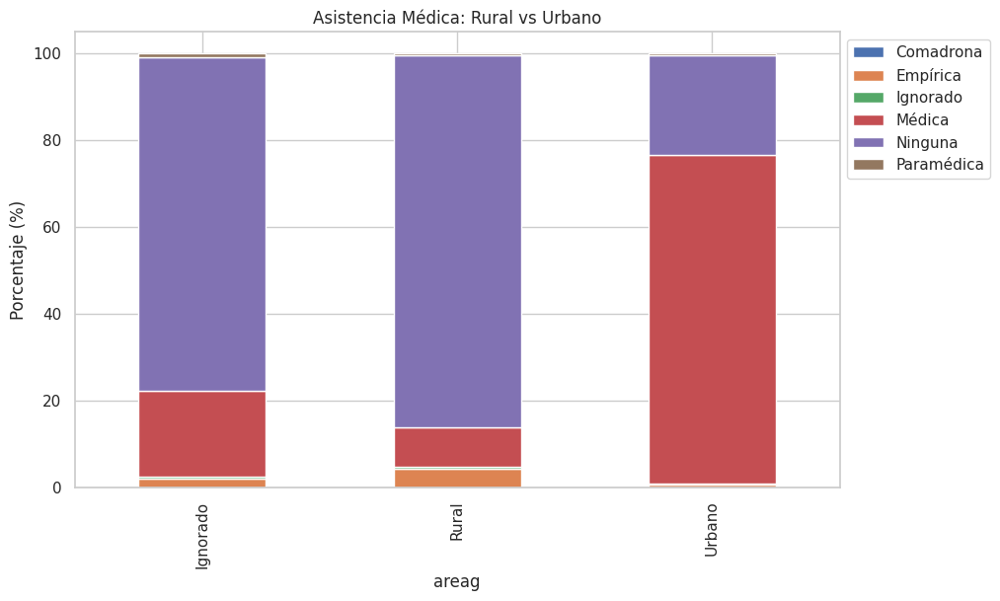 Asistencia Médica: Rural vs Urbano
Porcentaje (%)
100
80
60
40
20
0
Ignorado
Rural
Urbano
areag
Comadrona
Empírica
Ignorado
Médica
Ninguna
Paramédica